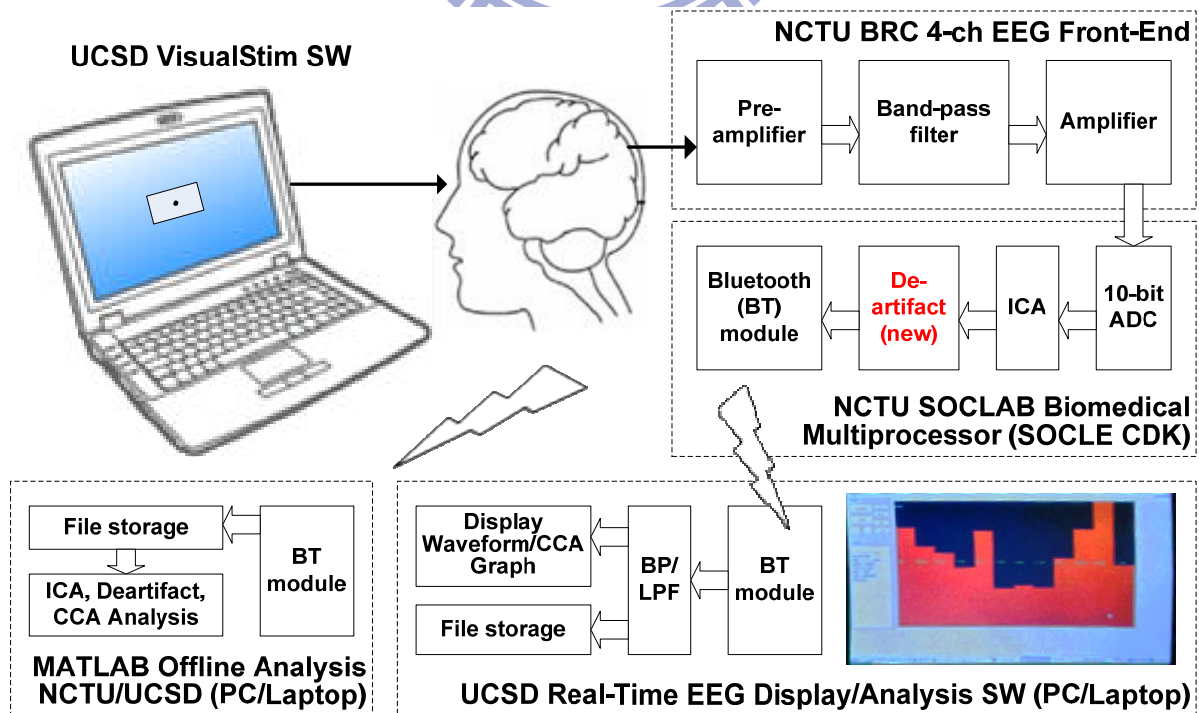 UCSD VisualStim SW
NCTU BRC 4-ch EEG Front-End
Pre-
amplifier
Band-pass
filter
Amplifier
Bluetooth
(BT)
module
De-
artifact
(new)
ICA
10-bit
ADC
NCTU SOCLAB Biomedical
Multiprocessor (SOCLE CDK)
File storage
ICA, Deartifact,
CCA Analysis
BT
module
MATLAB Offline Analysis
NCTU/UCSD (PC/Laptop)
Display
Waveform/CCA
Graph
File storage
BP/
LPF
BT
module
UCSD Real-Time EEG Display/Analysis SW (PC/Laptop)